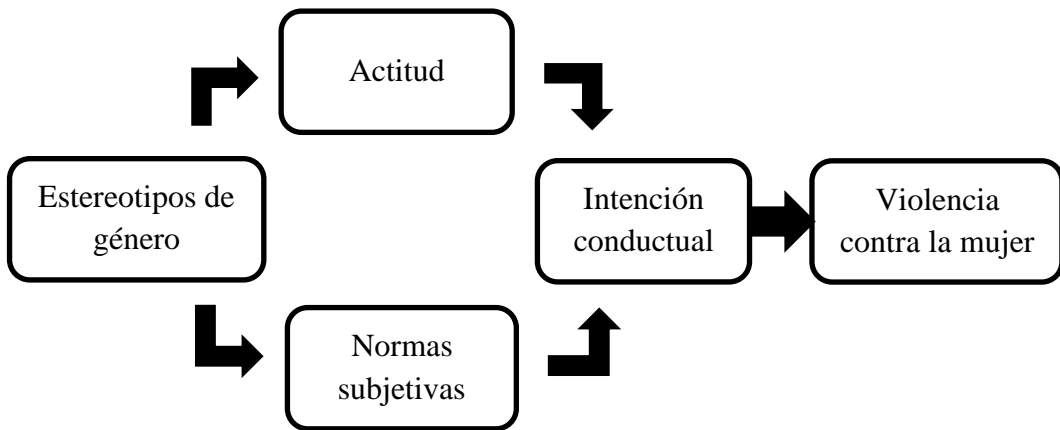 Actitud
Estereotipos de
género
Normas
subjetivas
Intención
conductual
Violencia
contra la mujer